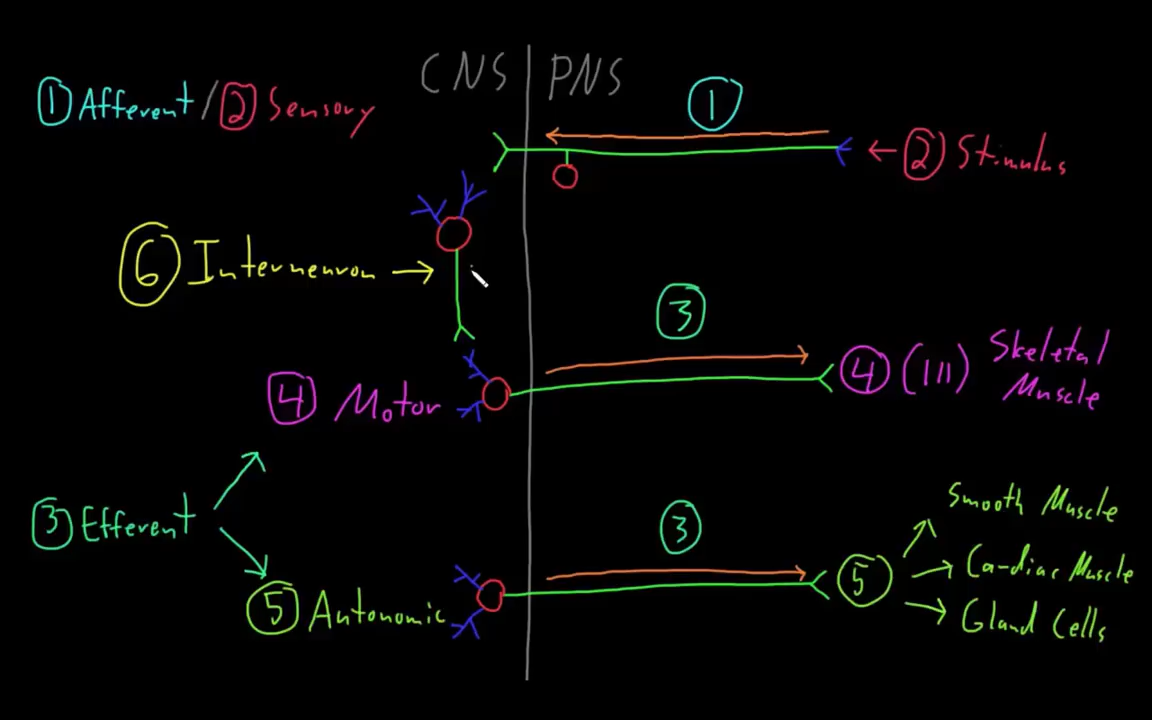 CNS PNS
① Afferent / ② Sensory
①
← ② Stimulus
⑥ Interneuron →
③
④ Motor
④ (111) Skeletal
Muscle
③ Efferent
③
⑤ Autonomic
⑤
Smooth Muscle
Cardiac Muscle
Gland Cells